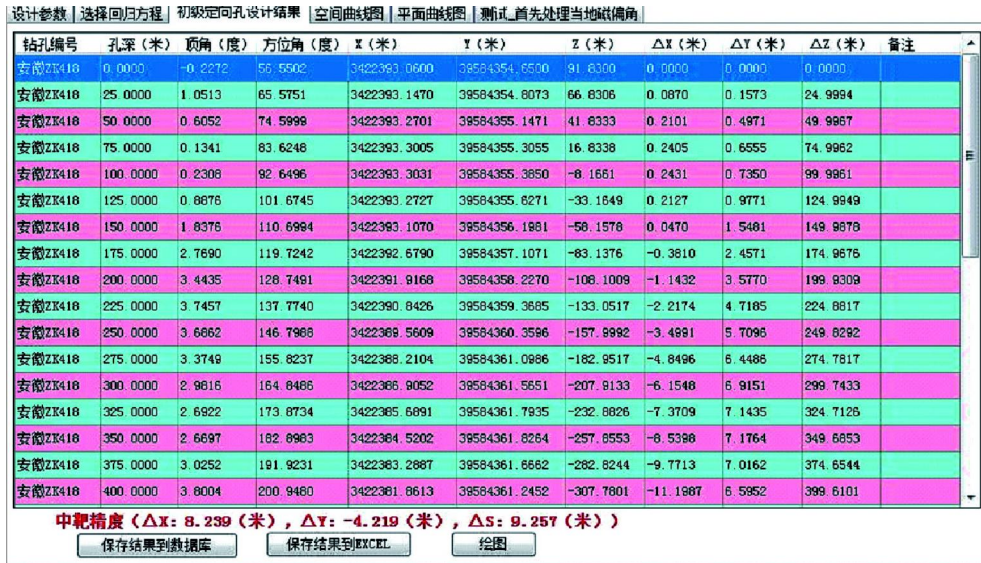 设计参数 选择回归方程 初级定向孔设计结果 空间曲线图 平面曲线图 测试_首先处理当地磁偏角
钻孔编号 孔深（米） 顶角（度） 方位角（度） X（米） Y（米） Z（米） △X（米） △Y（米） △Z（米） 备注
安徽ZK418 0.0000 -0.2272 56.5502 3422393.0600 39584354.6500 91.8300 0.0000 0.0000 0.0000
安徽ZK418 25.0000 1.0513 65.5751 3422393.1470 39584354.8073 66.8306 0.0870 0.1573 24.9994
安徽ZK418 50.0000 0.6052 74.5999 3422393.2701 39584355.1471 41.8333 0.2101 0.4971 49.9967
安徽ZK418 75.0000 0.1341 83.6248 3422393.3005 39584355.3055 16.8338 0.2405 0.6555 74.9962
安徽ZK418 100.0000 0.2308 92.6496 3422393.3031 39584355.3850 -8.1661 0.2431 0.7350 99.9961
安徽ZK418 125.0000 0.8876 101.6745 3422393.2727 39584355.6271 -33.1649 0.2127 0.9771 124.9949
安徽ZK418 150.0000 1.8376 110.6994 3422393.1070 39584356.1981 -58.1578 0.0470 1.5481 149.9878
安徽ZK418 175.0000 2.7690 119.7242 3422392.6790 39584357.1071 -83.1376 -0.3810 2.4571 174.9676
安徽ZK418 200.0000 3.4435 128.7491 3422391.9168 39584358.2270 -108.1009 -1.1432 3.5770 199.9309
安徽ZK418 225.0000 3.7457 137.7740 3422390.8426 39584359.3685 -133.0517 -2.2174 4.7185 224.8817
安徽ZK418 250.0000 3.6662 146.7988 3422389.5609 39584360.3596 -157.9992 -3.4991 5.7096 249.8292
安徽ZK418 275.0000 3.3749 155.8237 3422388.2104 39584361.0986 -182.9517 -4.8496 6.4486 274.7817
安徽ZK418 300.0000 2.9816 164.8486 3422386.9052 39584361.5651 -207.9133 -6.1548 6.9151 299.7433
安徽ZK418 325.0000 2.6922 173.8734 3422385.6891 39584361.7935 -232.8826 -7.3709 7.1435 324.7126
安徽ZK418 350.0000 2.6697 182.8983 3422384.5202 39584361.8264 -257.8553 -8.5398 7.1764 349.6853
安徽ZK418 375.0000 3.0252 191.9231 3422383.2887 39584361.6662 -282.8244 -9.7713 7.0162 374.6544
安徽ZK418 400.0000 3.8004 200.9480 3422381.8613 39584361.2452 -307.7801 -11.1987 6.5952 399.6101
中靶精度（△X：8.239（米），△Y：-4.219（米），△S：9.257（米））
保存结果到数据库 保存结果到EXCEL 绘图